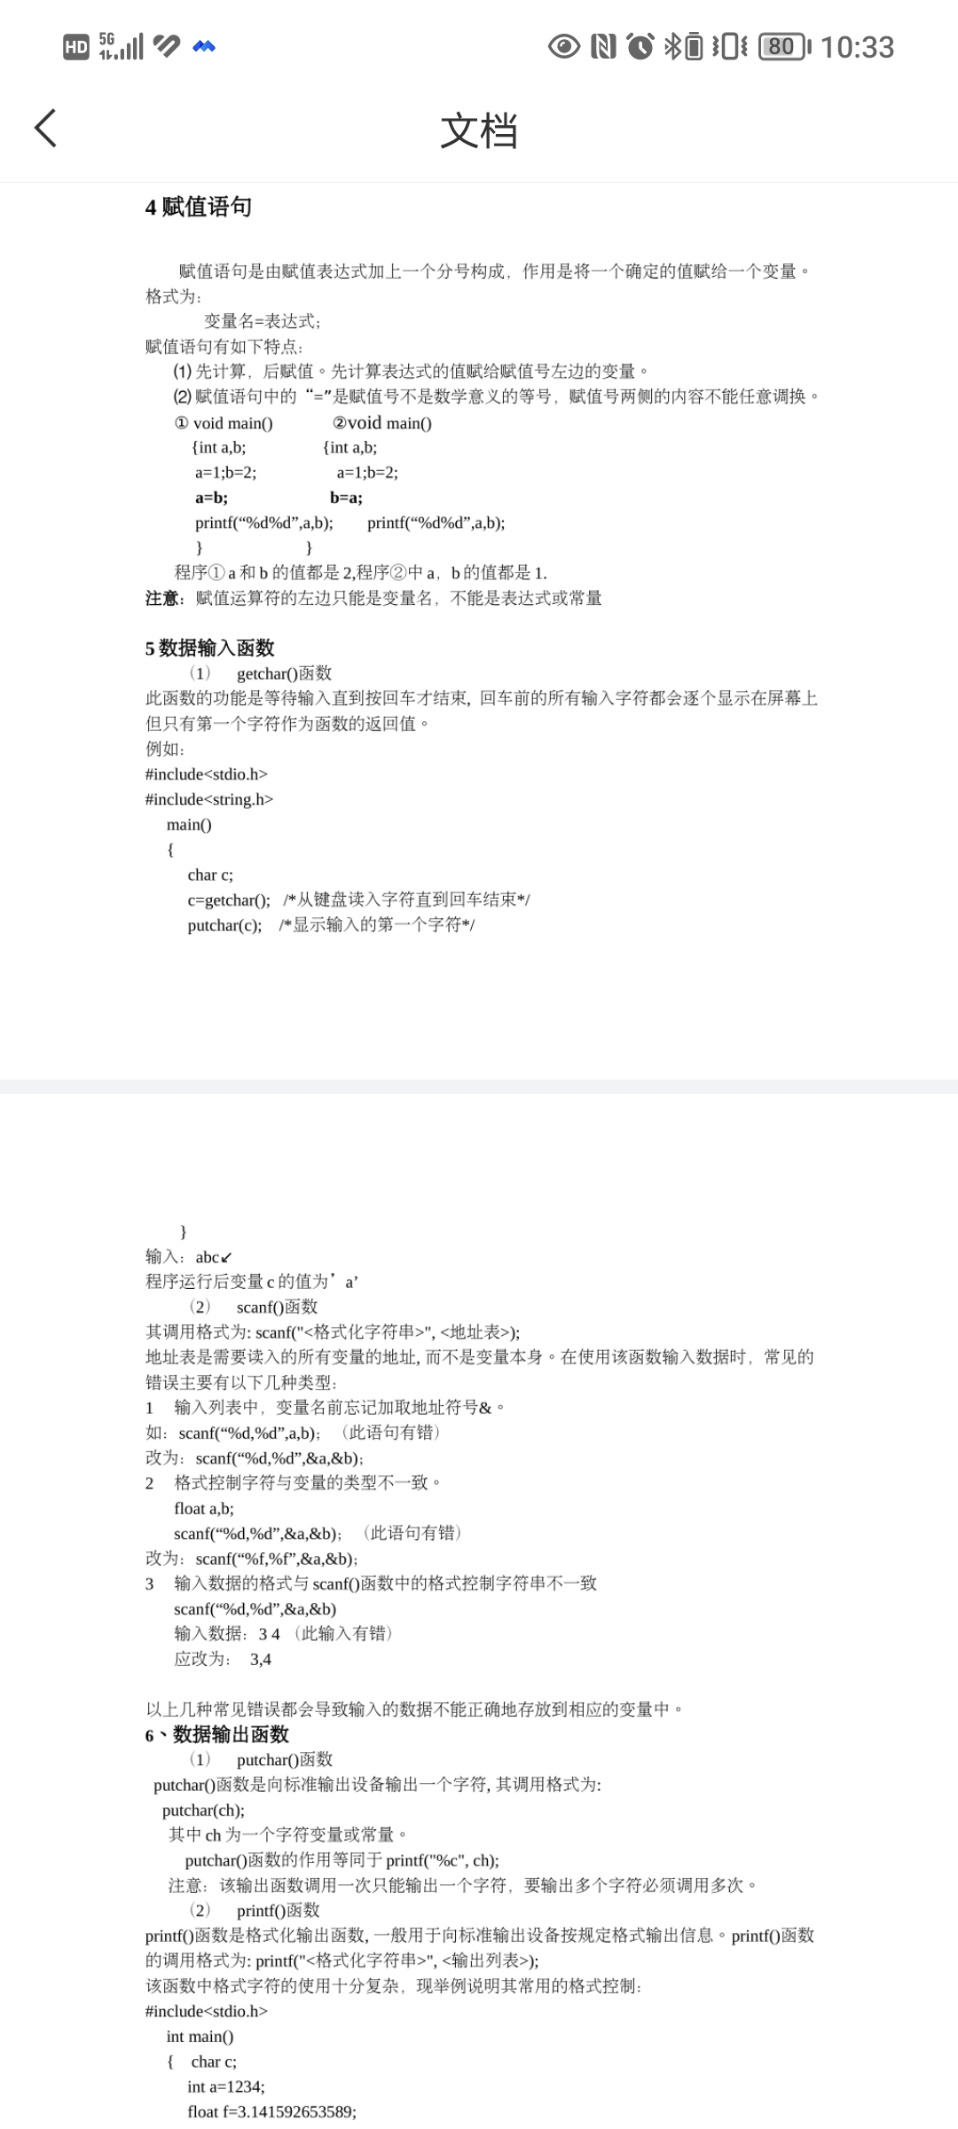 HD 5G 80 10:33
文档
4 赋值语句
赋值语句是由赋值表达式加上一个分号构成，作用是将一个确定的值赋给一个变量。
格式为：
变量名=表达式；
赋值语句有如下特点：
⑴ 先计算，后赋值。先计算表达式的值赋给赋值号左边的变量。
⑵ 赋值语句中的“=”是赋值号不是数学意义的等号，赋值号两侧的内容不能任意调换。
① void main() ②void main()
{int a,b; {int a,b;
a=1;b=2; a=1;b=2;
a=b; b=a;
printf(“%d%d”,a,b); printf(“%d%d”,a,b);
} }
程序① a 和 b 的值都是 2,程序②中 a，b 的值都是 1.
注意：赋值运算符的左边只能是变量名，不能是表达式或常量
5 数据输入函数
（1） getchar()函数
此函数的功能是等待输入直到按回车才结束, 回车前的所有输入字符都会逐个显示在屏幕上
但只有第一个字符作为函数的返回值。
例如：
#include<stdio.h>
#include<string.h>
main()
{
char c;
c=getchar(); /*从键盘读入字符直到回车结束*/
putchar(c); /*显示输入的第一个字符*/
}
输入：abc↙
程序运行后变量 c 的值为’a’
（2） scanf()函数
其调用格式为: scanf("<格式化字符串>", <地址表>);
地址表是需要读入的所有变量的地址, 而不是变量本身。在使用该函数输入数据时，常见的
错误主要有以下几种类型：
1 输入列表中，变量名前忘记加取地址符号&。
如：scanf(“%d,%d”,a,b)；（此语句有错）
改为：scanf(“%d,%d”,&a,&b)；
2 格式控制字符与变量的类型不一致。
float a,b;
scanf(“%d,%d”,&a,&b)；（此语句有错）
改为：scanf(“%f,%f”,&a,&b)；
3 输入数据的格式与 scanf()函数中的格式控制字符串不一致
scanf(“%d,%d”,&a,&b)
输入数据：3 4 （此输入有错）
应改为： 3,4
以上几种常见错误都会导致输入的数据不能正确地存放到相应的变量中。
6、数据输出函数
（1） putchar()函数
putchar()函数是向标准输出设备输出一个字符, 其调用格式为:
putchar(ch);
其中 ch 为一个字符变量或常量。
putchar()函数的作用等同于 printf("%c", ch);
注意：该输出函数调用一次只能输出一个字符，要输出多个字符必须调用多次。
（2） printf()函数
printf()函数是格式化输出函数, 一般用于向标准输出设备按规定格式输出信息。printf()函数
的调用格式为: printf("<格式化字符串>", <输出列表>);
该函数中格式字符的使用十分复杂，现举例说明其常用的格式控制：
#include<stdio.h>
int main()
{ char c;
int a=1234;
float f=3.141592653589;